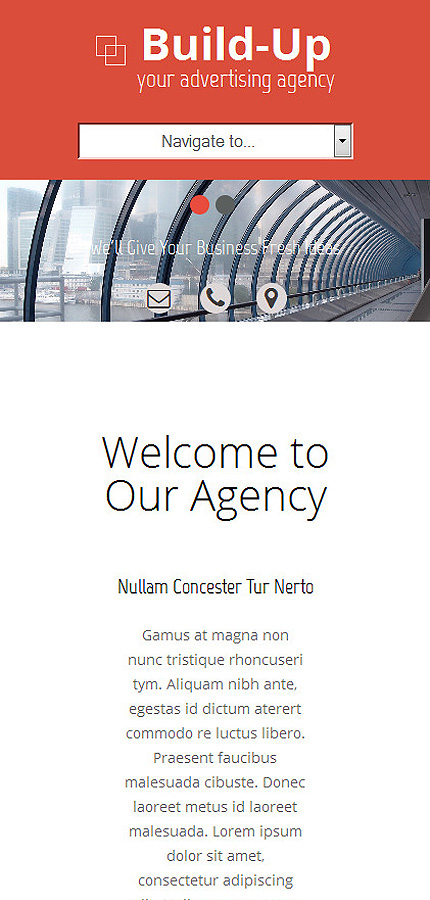 Build-Up
your advertising agency
Navigate to...
We'll Give Your Business Fresh Ideas
Welcome to
Our Agency
Nullam Concester Tur Nerto
Gamus at magna non
nunc tristique rhoncuseri
tym. Aliquam nibh ante,
egestas id dictum aterert
commodo re luctus libero.
Praesent faucibus
malesuada cibuste. Donec
laoreet metus id laoreet
malesuada. Lorem ipsum
dolor sit amet,
consectetur adipiscing